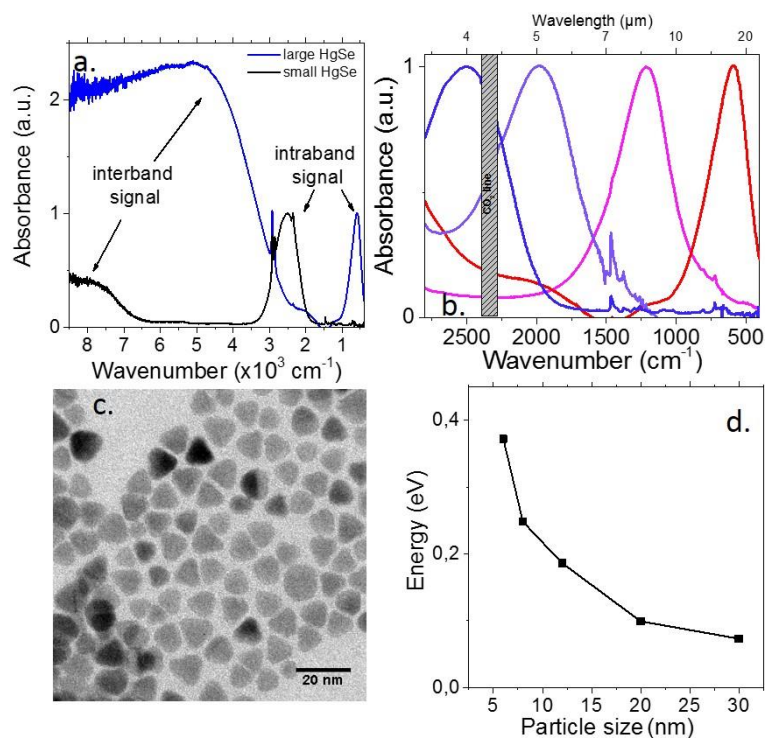 a.
large HgSe
small HgSe
interband
signal
intraband
signal
Absorbance (a.u.)
2
1
0
8 7 6 5 4 3 2 1
Wavenumber (x10³ cm⁻¹)
Wavelength (µm)
4 5 7 8 10 20
Absorbance (a.u.)
1
0
CO₂ line
b.
2500 2000 1500 1000 500
Wavenumber (cm⁻¹)
c.
20 nm
d.
Energy (eV)
0,4
0,2
0,0
5 10 15 20 25 30
Particle size (nm)